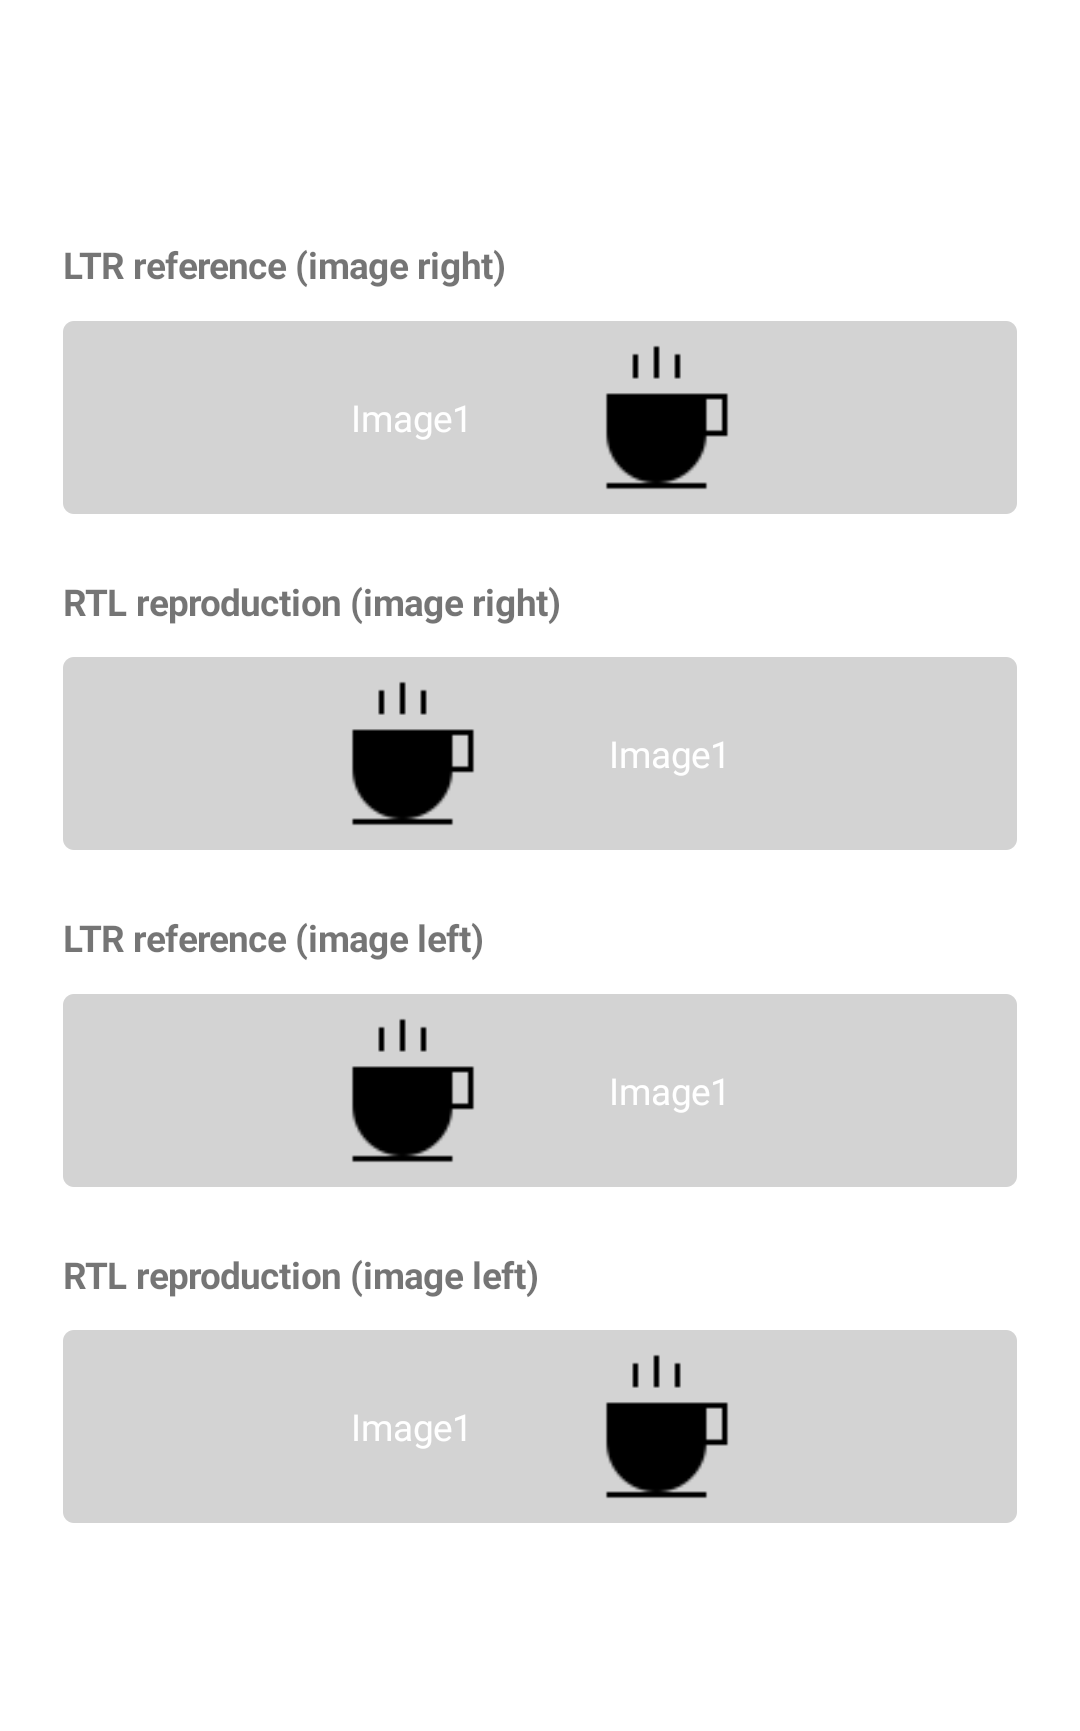 LTR reference (image right)
Image1
RTL reproduction (image right)
Image1
LTR reference (image left)
Image1
RTL reproduction (image left)
Image1